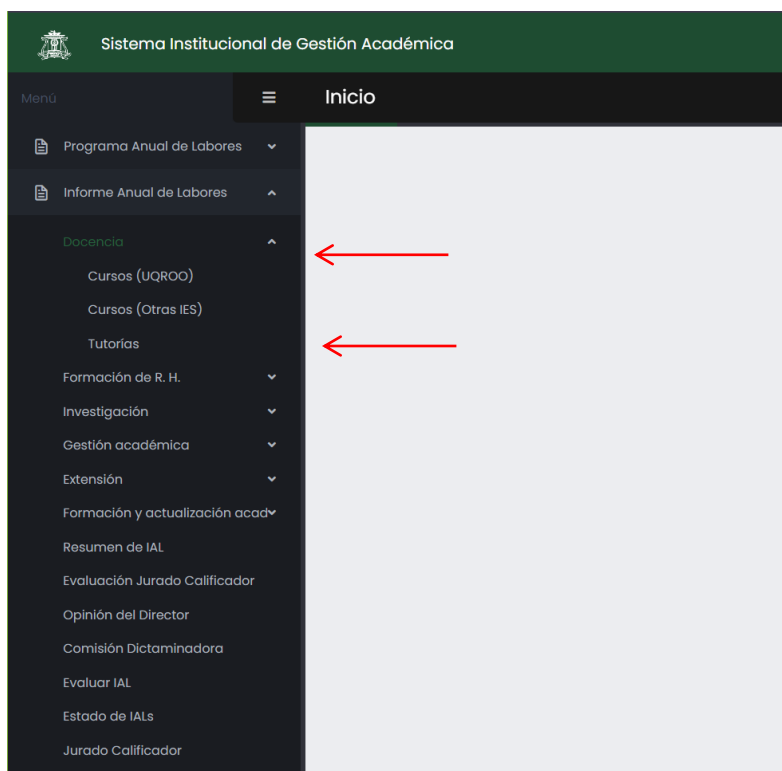 Sistema Institucional de Gestión Académica
Menú
Inicio
Programa Anual de Labores
Informe Anual de Labores
Docencia
Cursos (UQROO)
Cursos (Otras IES)
Tutorías
Formación de R. H.
Investigación
Gestión académica
Extensión
Formación y actualización acad
Resumen de IAL
Evaluación Jurado Calificador
Opinión del Director
Comisión Dictaminadora
Evaluar IAL
Estado de IALs
Jurado Calificador